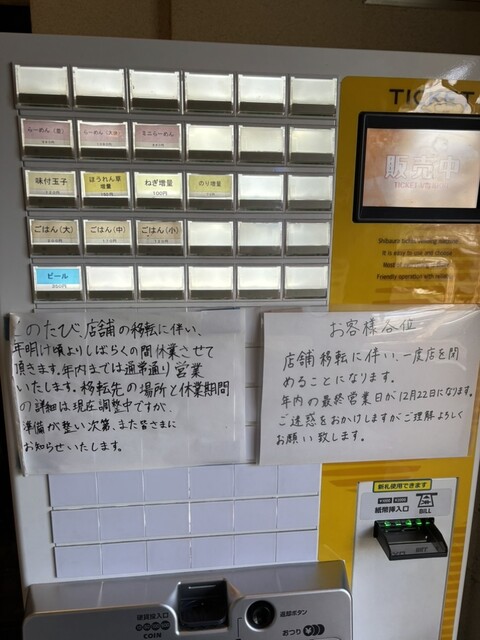 TICKET
販売中
らーめん(並)
らーめん(大盛)
ミニらーめん
味付玉子
ほうれん草
増量
ねぎ増量
100円
のり増量
ごはん(大)
ごはん(中)
ごはん(小)
ビール
このたび、店舗の移転に伴い、
年明け頃よりしばらくの間休業させて
頂きます。年内までは通常通り営業
いたします。移転先の場所と休業期間
の詳細は現在調整中ですが、
準備が整い次第、また皆さまに
お知らせいたします。
お客様各位
店舗移転に伴い、一度店を閉
めることになります。
年内の最終営業日が12月22日になります。
ご迷惑をおかけしますがご理解よろしく
お願い致します。
新札使用できます
紙幣挿入口
BILL
硬貨投入口
COIN
返却ボタン
おつり